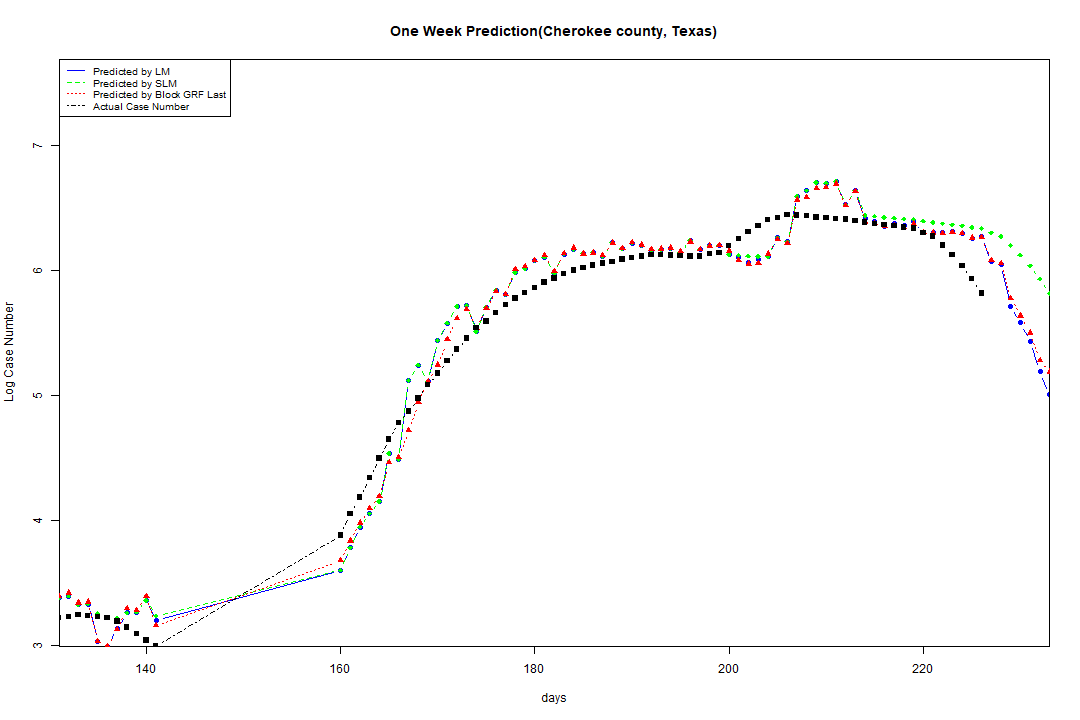 One Week Prediction(Cherokee county, Texas)
Predicted by LM
Predicted by SLM
Predicted by Block GRF Last
Actual Case Number
Log Case Number
7
6
5
4
3
140 160 180 200 220
days